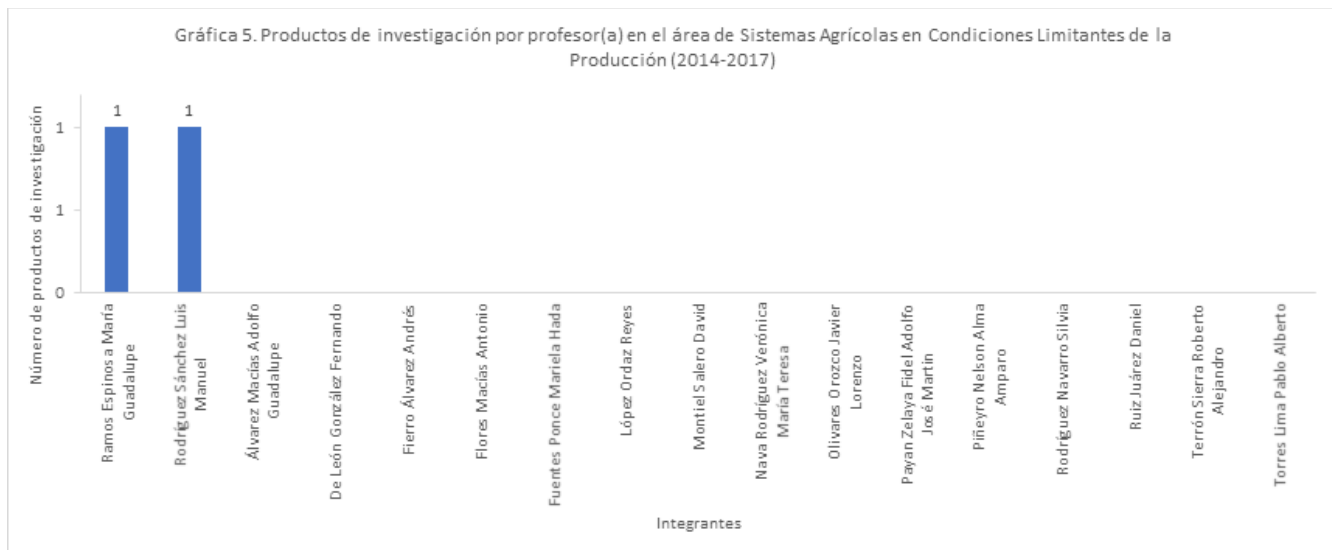 Gráfica 5. Productos de investigación por profesor(a) en el área de Sistemas Agrícolas en Condiciones Limitantes de la
Producción (2014-2017)
Número de productos de investigación
1
1
0
1
1
Ramos Espinosa María
Guadalupe
Rodríguez Sánchez Luis
Manuel
Álvarez Macías Adolfo
Guadalupe
De León González Fernando
Fierro Álvarez Andrés
Flores Macías Antonio
Fuentes Ponce Mariela Hada
López Ordaz Reyes
Montiel Salero David
Nava Rodríguez Verónica
María Teresa
Olivares Orozco Javier
Lorenzo
Payan Zelaya Fidel Adolfo
José Martín
Piñeyro Nelson Alma
Amparo
Rodríguez Navarro Silvia
Ruiz Juárez Daniel
Terrón Sierra Roberto
Alejandro
Torres Lima Pablo Alberto
Integrantes